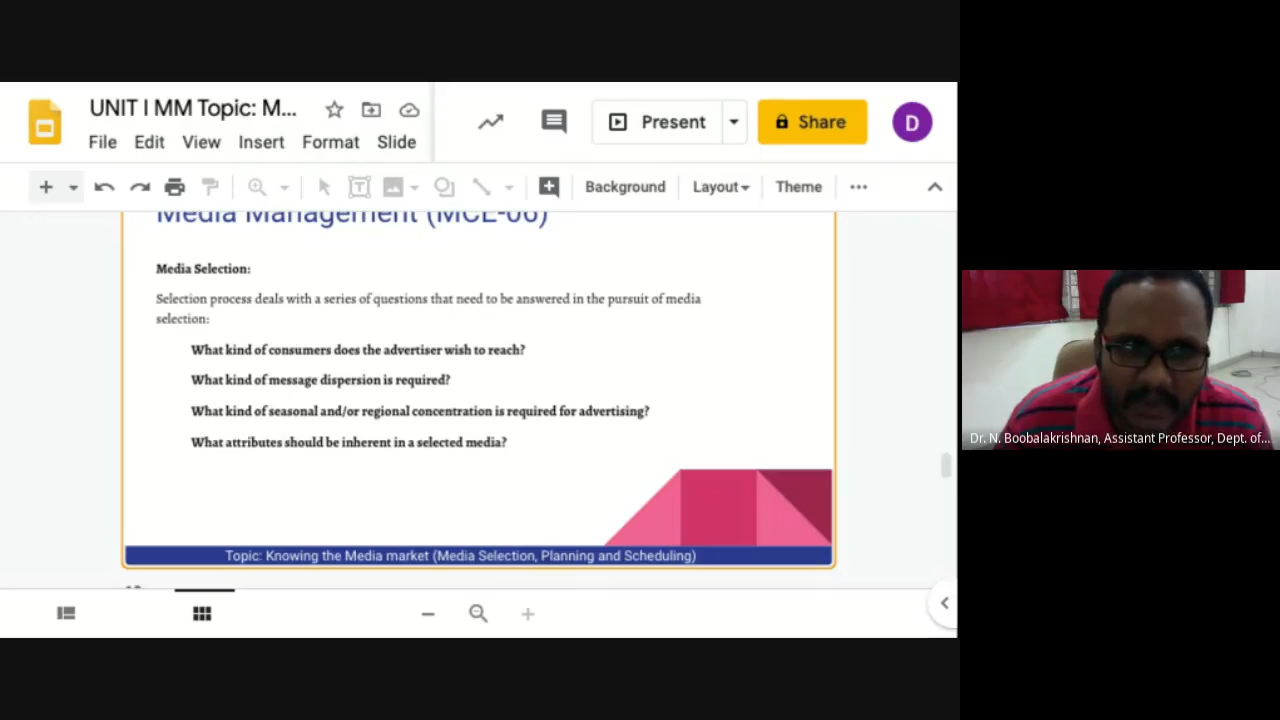 UNIT I MM Topic: M...
File Edit View Insert Format Slide
Present
Share
D
Background Layout Theme
Media Management (MCE-06)
Media Selection:
Selection process deals with a series of questions that need to be answered in the pursuit of media
selection:
What kind of consumers does the advertiser wish to reach?
What kind of message dispersion is required?
What kind of seasonal and/or regional concentration is required for advertising?
What attributes should be inherent in a selected media?
Topic: Knowing the Media market (Media Selection, Planning and Scheduling)
Dr. N. Boobalakrishnan, Assistant Professor, Dept. of...